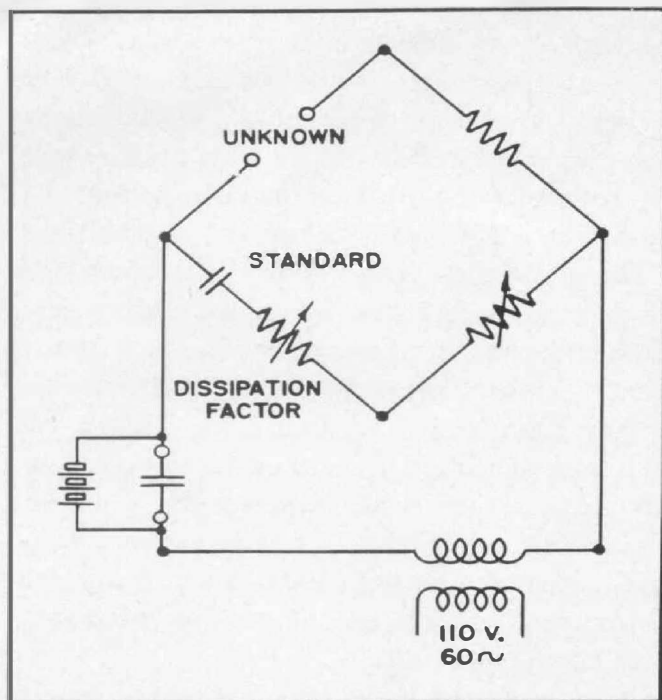 UNKNOWN
STANDARD
DISSIPATION
FACTOR
110 V.
60~